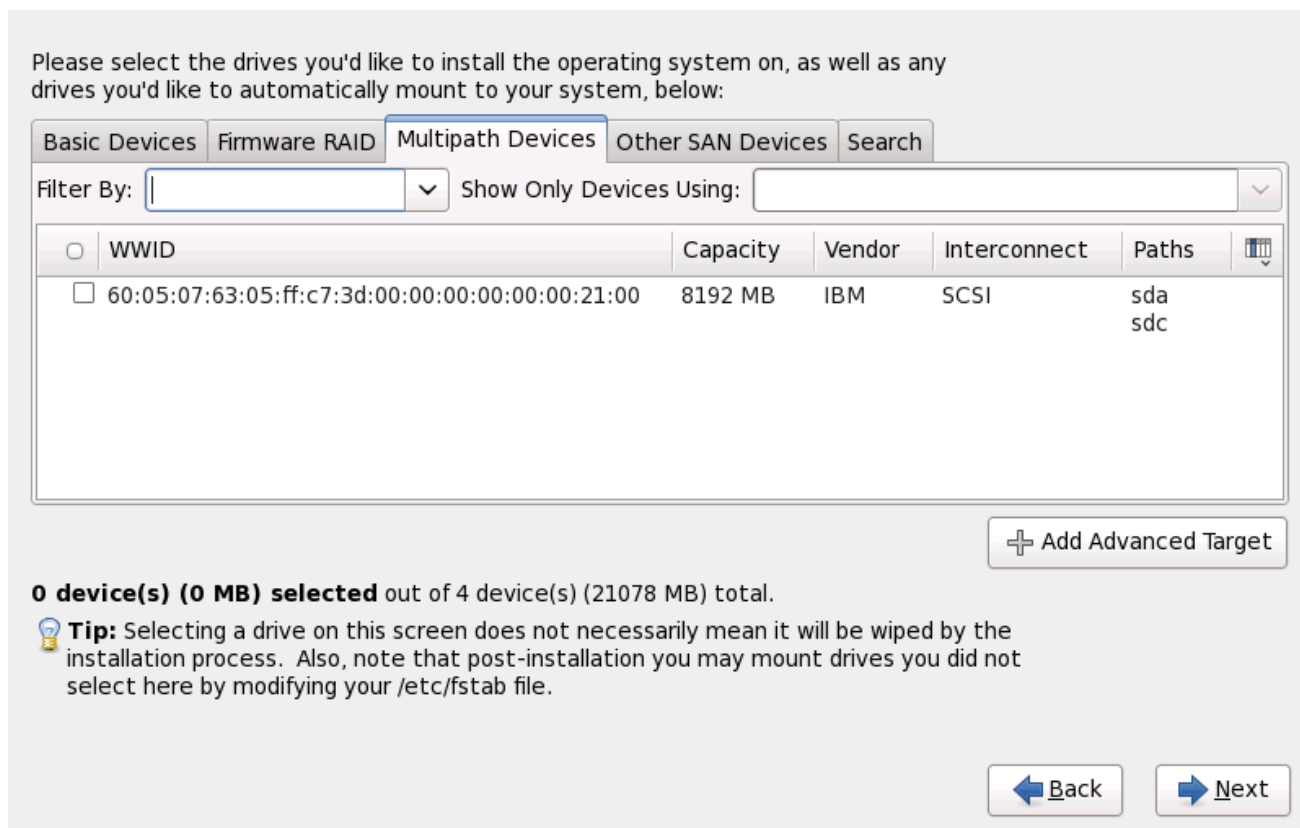 Please select the drives you'd like to install the operating system on, as well as any
drives you'd like to automatically mount to your system, below:
Basic Devices Firmware RAID Multipath Devices Other SAN Devices Search
Filter By: Show Only Devices Using:
WWID Capacity Vendor Interconnect Paths
60:05:07:63:05:ff:c7:3d:00:00:00:00:00:00:21:00 8192 MB IBM SCSI sda
sdc
Add Advanced Target
0 device(s) (0 MB) selected out of 4 device(s) (21078 MB) total.
Tip: Selecting a drive on this screen does not necessarily mean it will be wiped by the
installation process.  Also, note that post-installation you may mount drives you did not
select here by modifying your /etc/fstab file.
Back Next